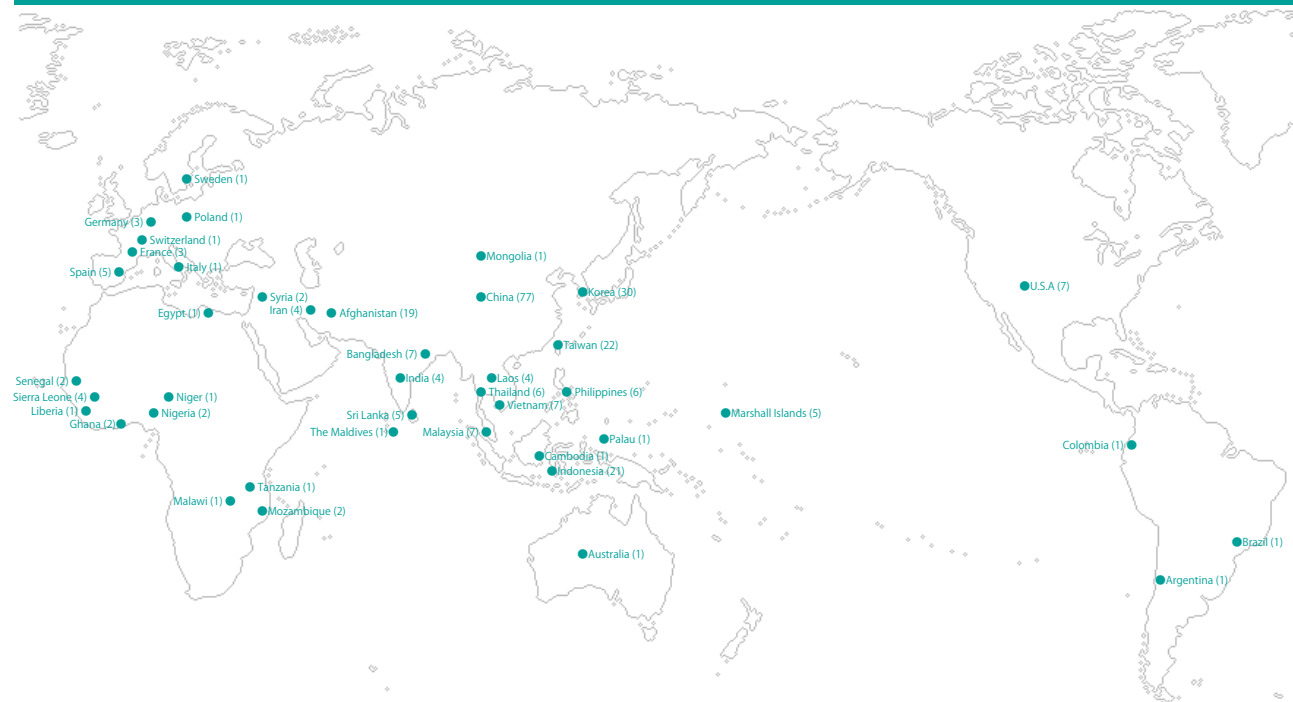 Sweden (1)
Poland (1)
Germany (3)
Switzerland (1)
France (3)
Italy (1)
Spain (5)
Mongolia (1)
China (77)
Korea (30)
U.S.A (7)
Syria (2)
Iran (4)
Afghanistan (19)
Egypt (1)
Taiwan (22)
Bangladesh (7)
India (4)
Laos (4)
Thailand (6)
Philippines (6)
Vietnam (7)
Senegal (2)
Sierra Leone (4)
Niger (1)
Liberia (1)
Nigeria (2)
Ghana (2)
Sri Lanka (5)
The Maldives (1)
Malaysia (7)
Marshall Islands (5)
Palau (1)
Colombia (1)
Cambodia (1)
Indonesia (21)
Tanzania (1)
Malawi (1)
Mozambique (2)
Australia (1)
Brazil (1)
Argentina (1)